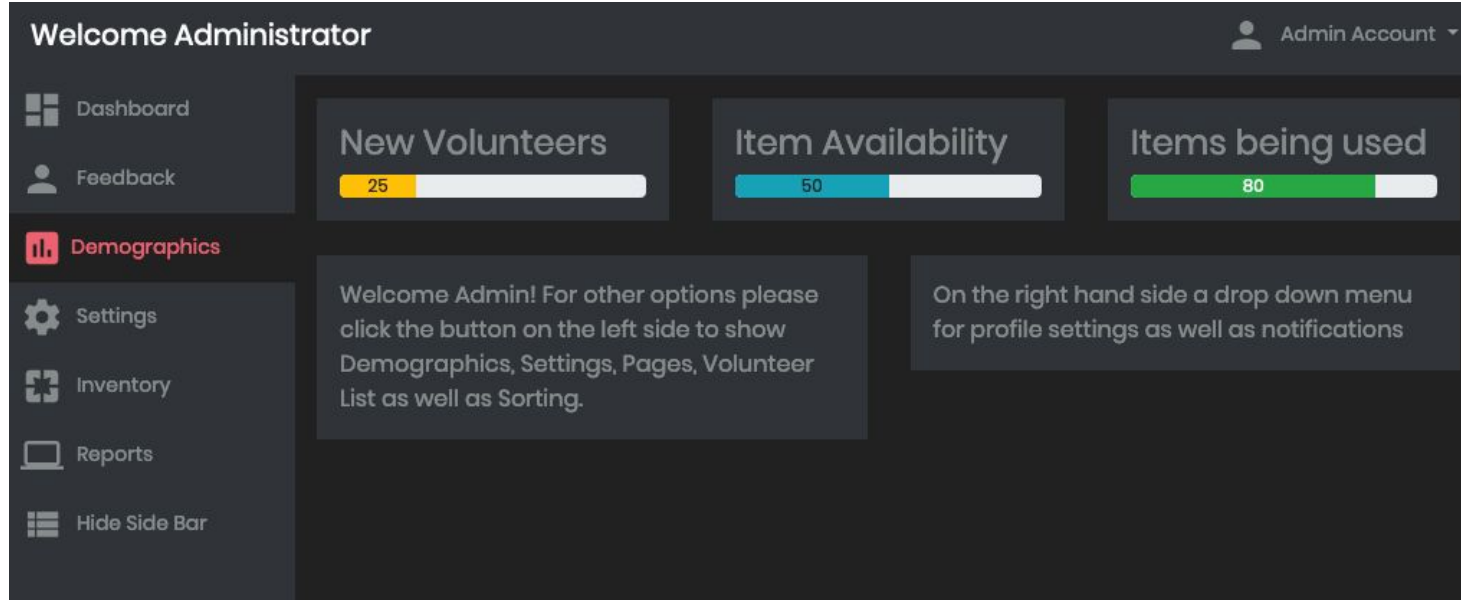 Welcome Administrator
Admin Account
Dashboard
Feedback
Demographics
Settings
Inventory
Reports
Hide Side Bar
New Volunteers
25
Item Availability
50
Items being used
80
Welcome Admin! For other options please
click the button on the left side to show
Demographics, Settings, Pages, Volunteer
List as well as Sorting.
On the right hand side a drop down menu
for profile settings as well as notifications